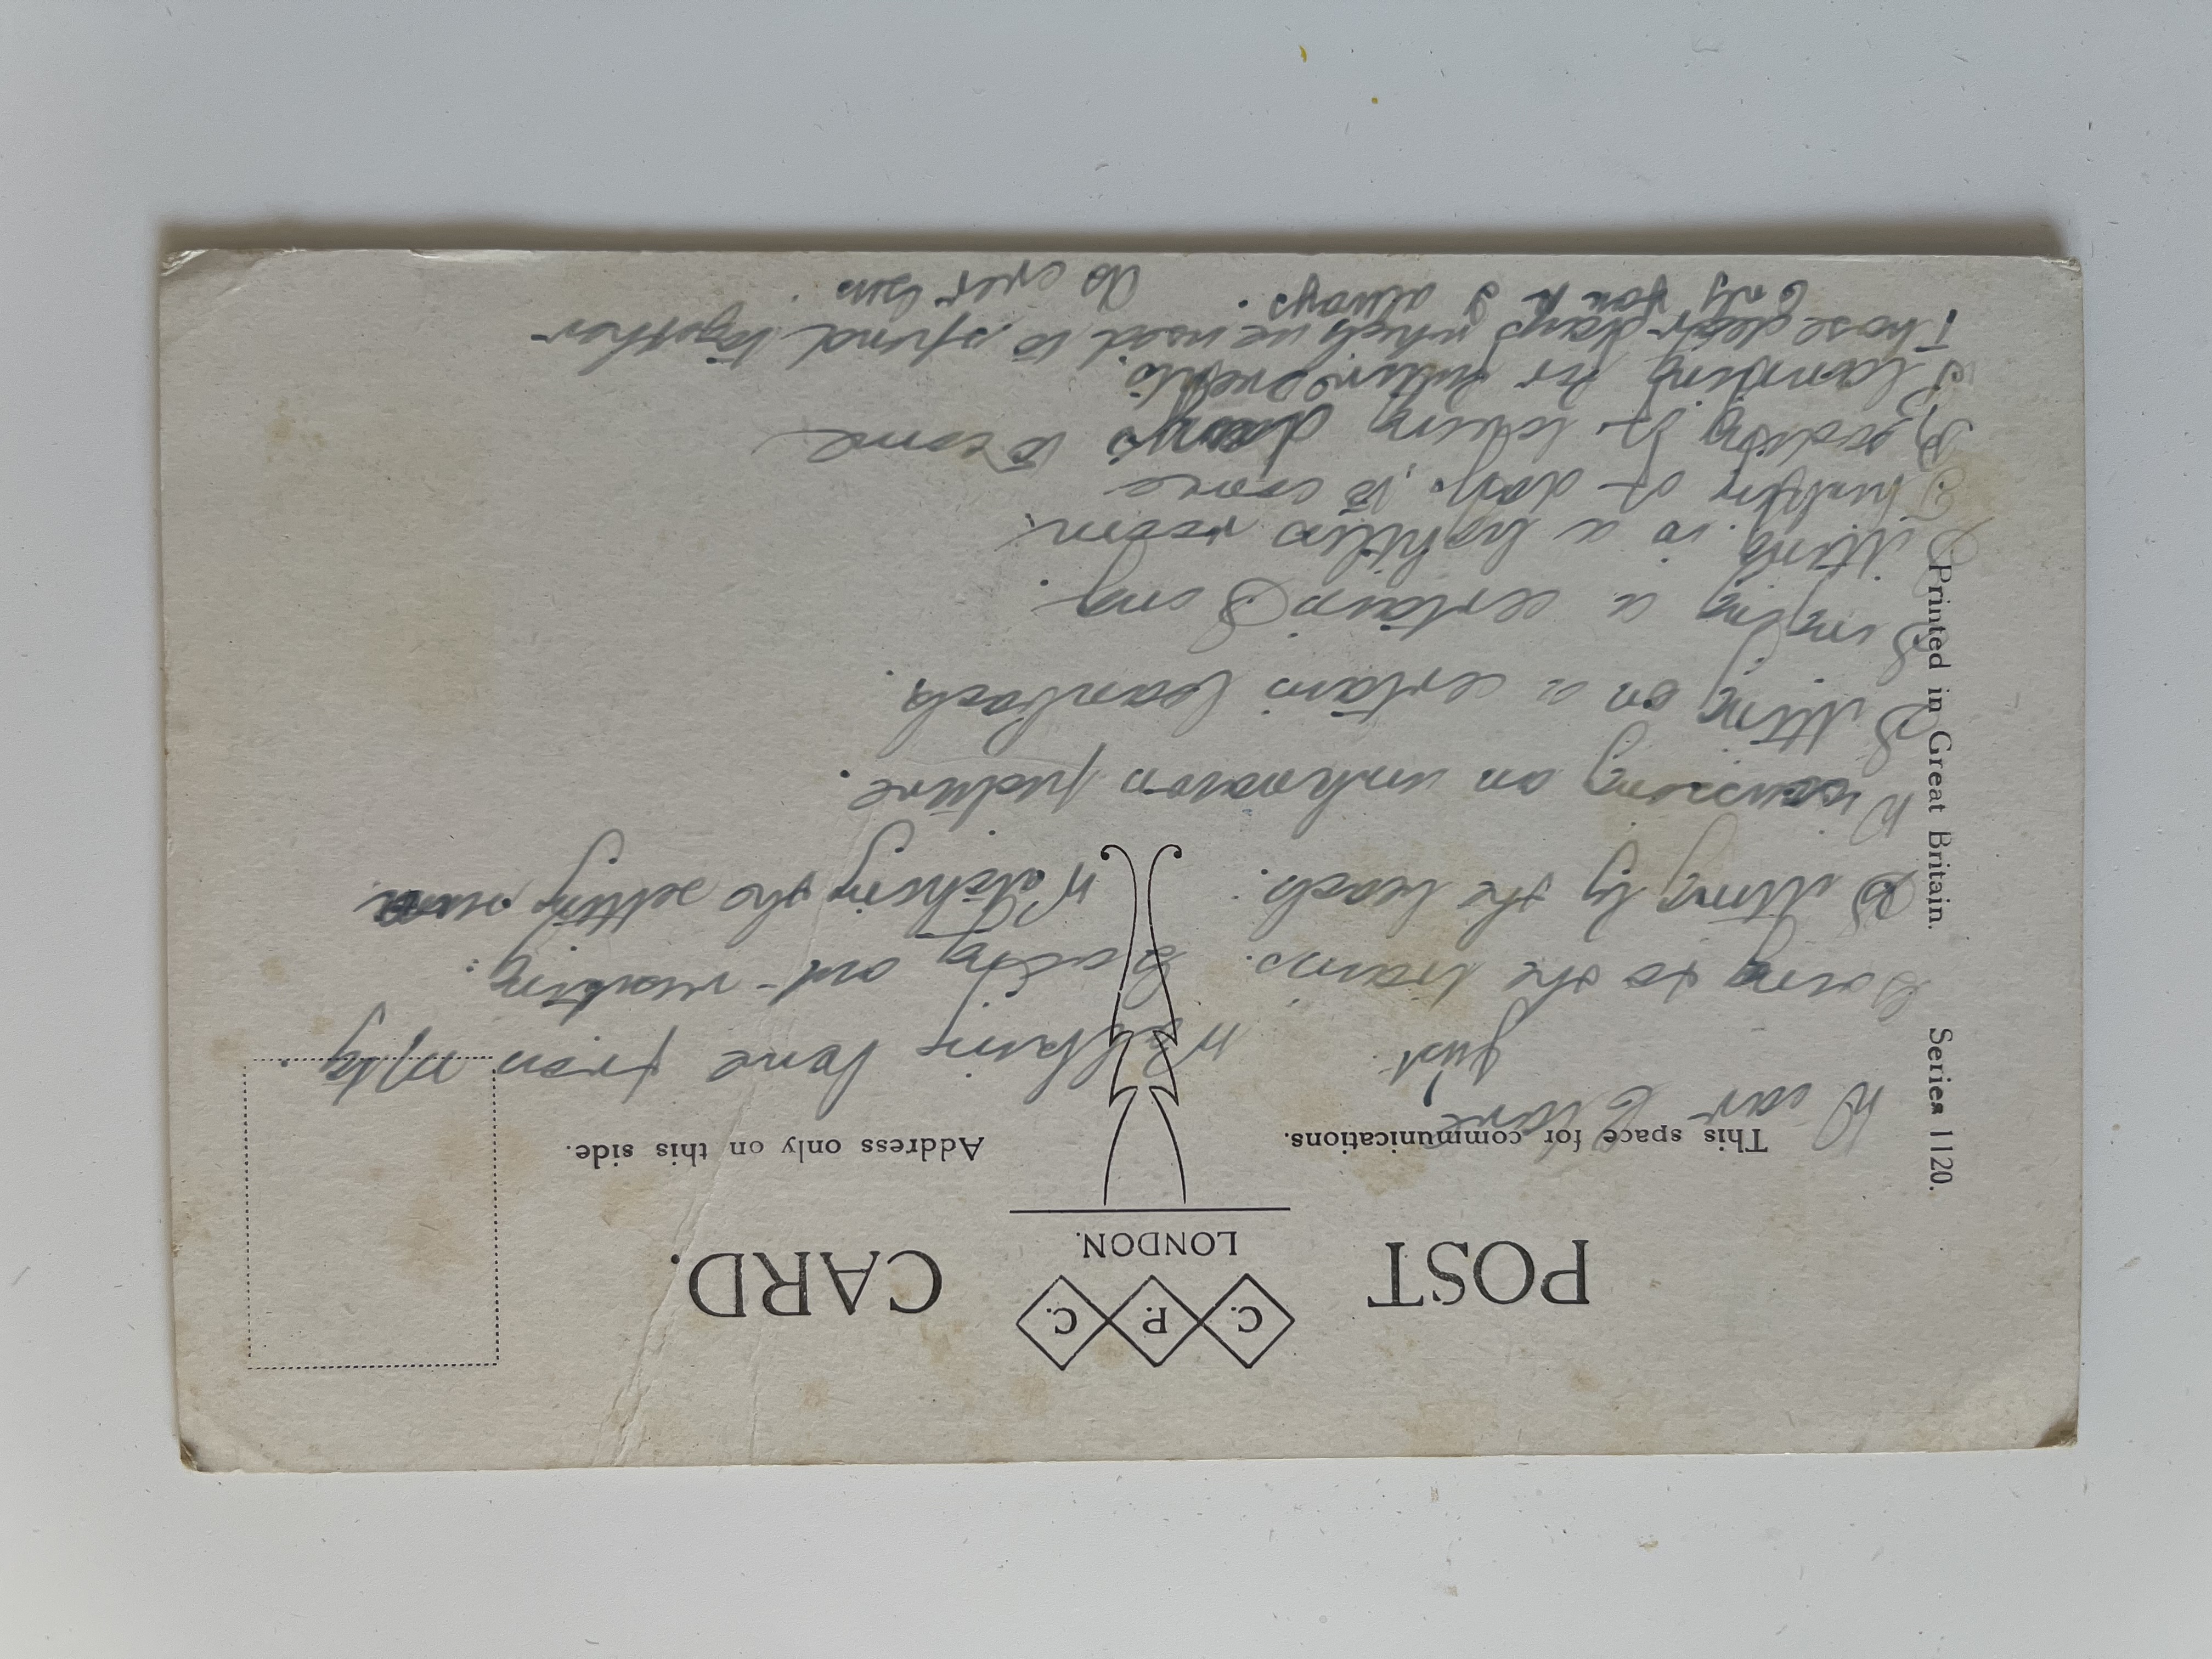 C. P. C.
POST CARD.
LONDON.
This space for communications.
Address only on this side.
Series 1120.
Printed in Great Britain.
Dear Clare,
Just Walking home from Mtg.
Going to the trains. Going out visiting.
Sitting by the beach. Watching the setting sun
Discussing an unknown picture.
Sitting on a certain leanback.
Singing a certain Song.
Sitting in a lightless room.
Thinking of days to come
Reading of loving days to come
Planning for future events.
Those dear days which we used to spend together
Only You & I always. As ever